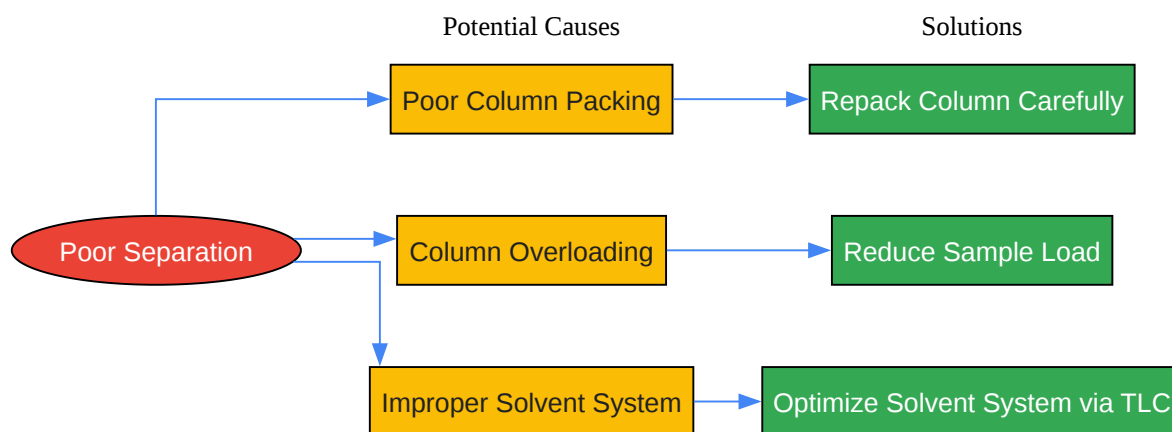 Potential Causes
Solutions
Poor Column Packing
Repack Column Carefully
Poor Separation
Column Overloading
Reduce Sample Load
Improper Solvent System
Optimize Solvent System via TLC